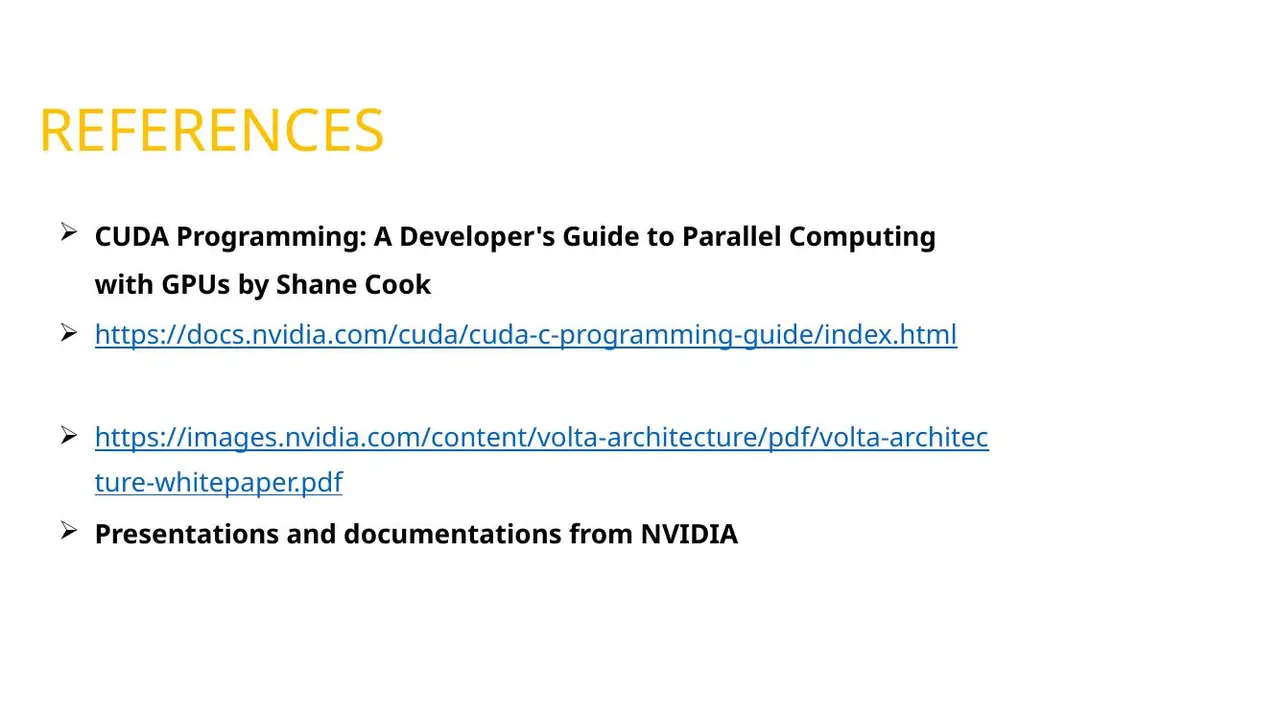 REFERENCES
➢ CUDA Programming: A Developer's Guide to Parallel Computing
with GPUs by Shane Cook
➢ https://docs.nvidia.com/cuda/cuda-c-programming-guide/index.html
➢ https://images.nvidia.com/content/volta-architecture/pdf/volta-architec
ture-whitepaper.pdf
➢ Presentations and documentations from NVIDIA